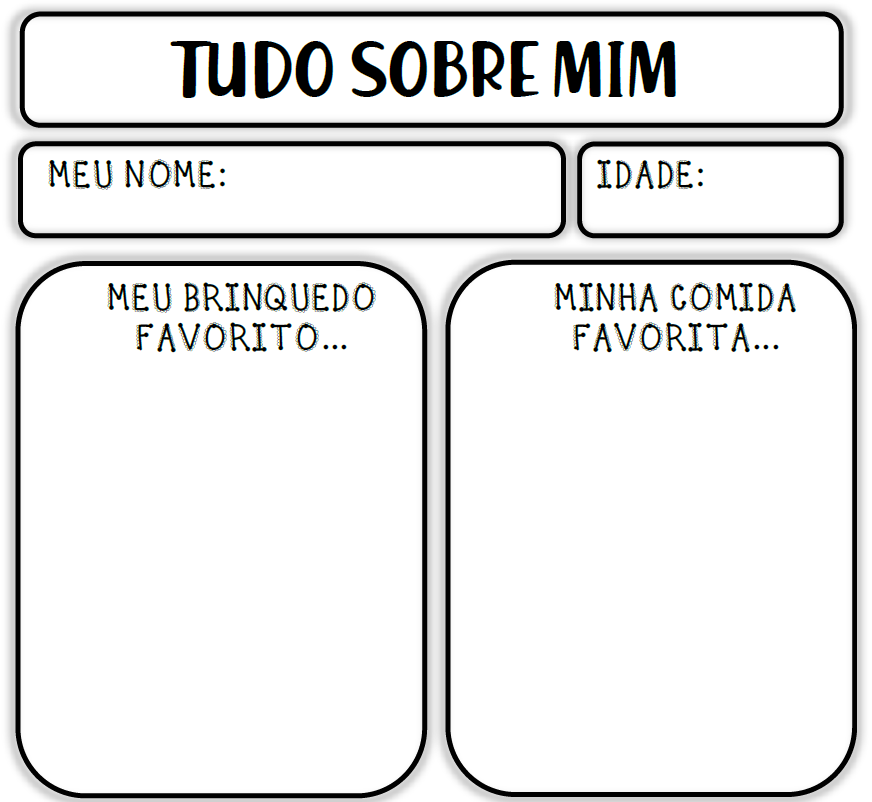 TUDO SOBRE MIM
MEU NOME:
IDADE:
MEU BRINQUEDO
FAVORITO...
MINHA COMIDA
FAVORITA...